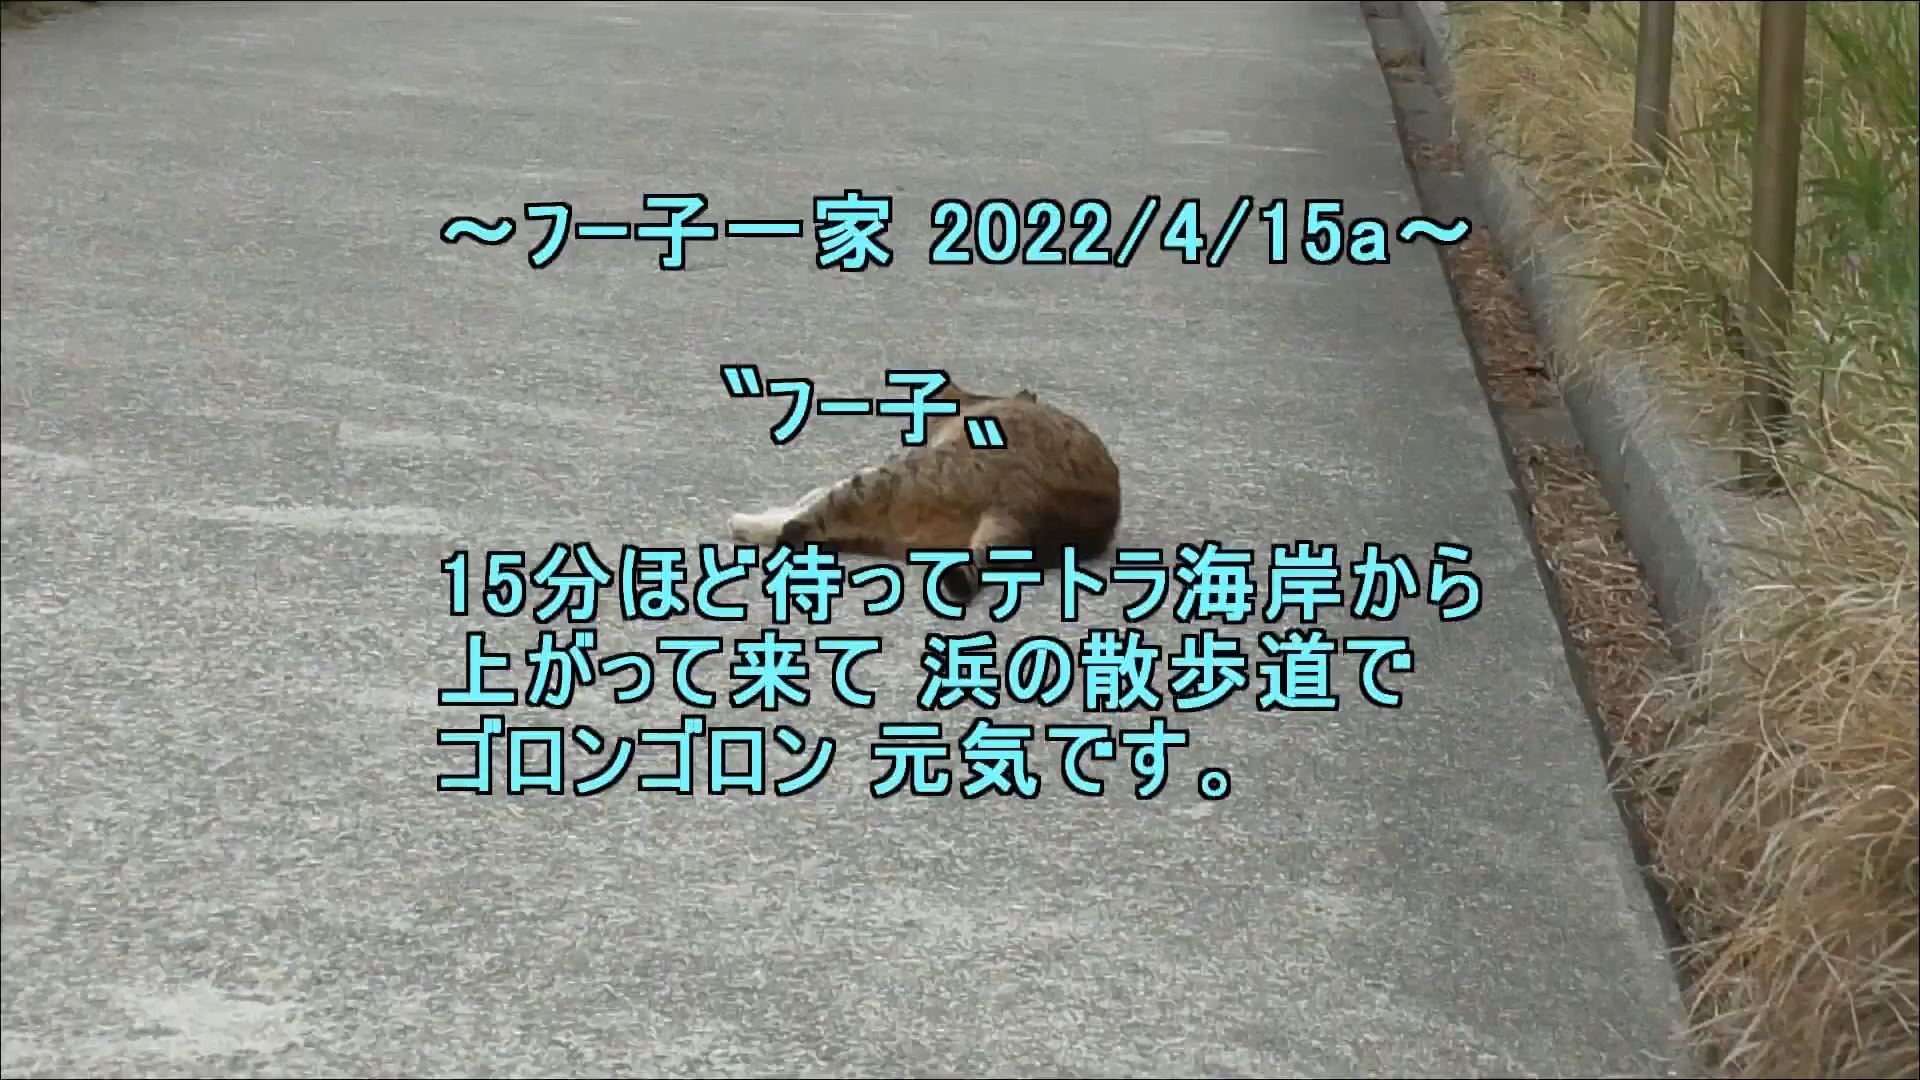 ～フー子一家 2022/4/15a～
〝フー子〟
15分ほど待ってテトラ海岸から
上がって来て 浜の散歩道で
ゴロンゴロン 元気です。